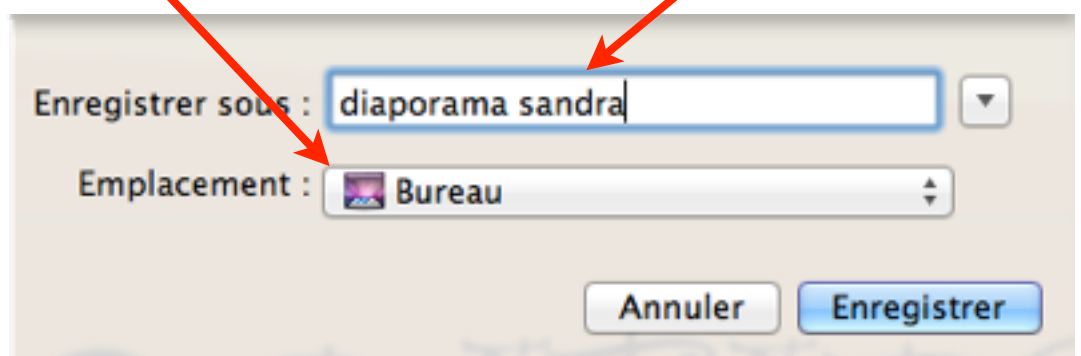 Enregistrer sous : diaporama sandra
Emplacement : Bureau
Annuler Enregistrer